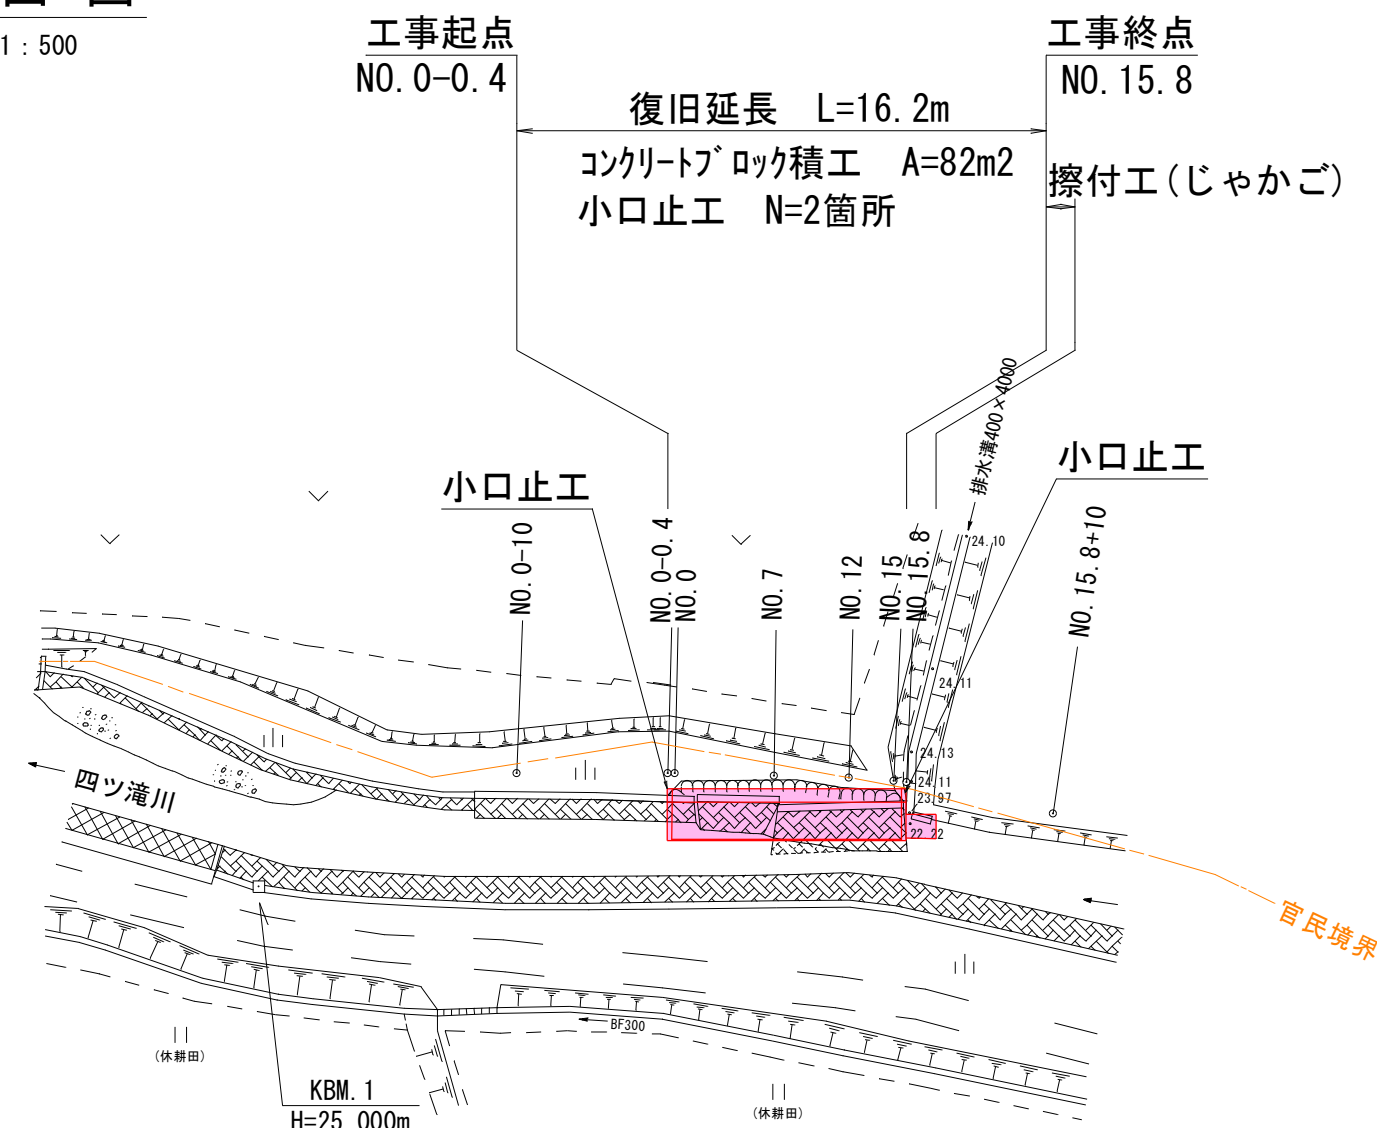 面 図
1 : 500
工事起点
NO. 0-0. 4
工事終点
NO. 15. 8
復旧延長 L=16. 2m
コンクリートブロック積工 A=82m2
小口止工 N=2箇所
擦付工(じゃかご)
排水溝400×4000
小口止工
小口止工
NO. 0-10
NO. 0-0. 4
NO. 0
NO. 7
NO. 12
NO. 15
NO. 15. 8
NO. 15. 8+10
24. 10
24. 11
24. 13
24. 11
23. 97
22. 22
四ツ滝川
官民境界
BF300
(休耕田)
(休耕田)
KBM. 1
H=25. 000m